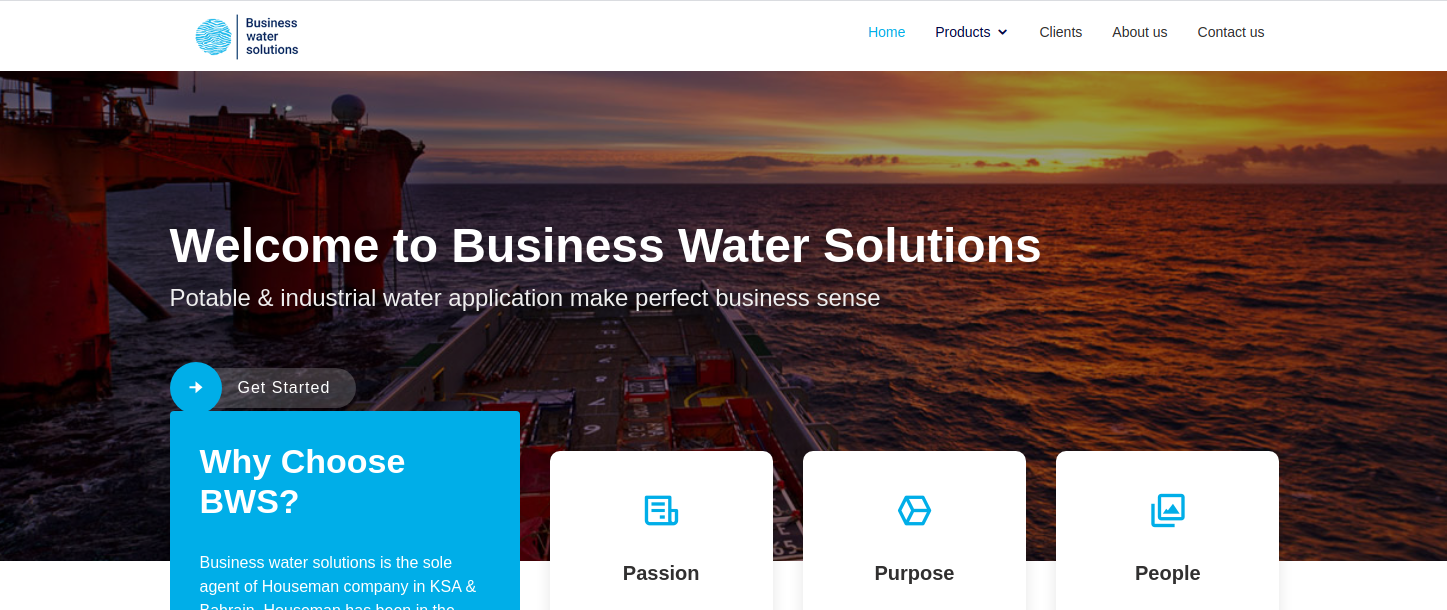 Business
water
solutions
Home
Products
Clients
About us
Contact us
Welcome to Business Water Solutions
Potable & industrial water application make perfect business sense
Get Started
Why Choose
BWS?
Business water solutions is the sole
agent of Houseman company in KSA &
Bahrain. Houseman has been in the
Passion
Purpose
People
65